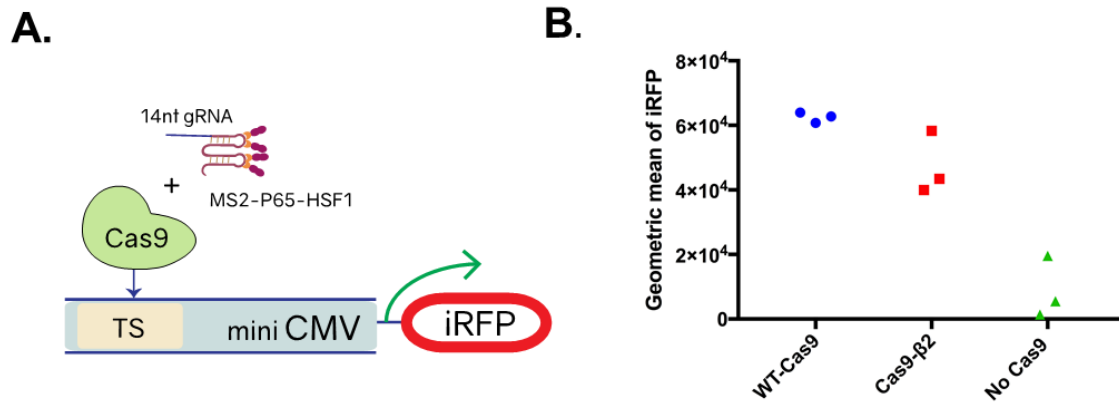 A.
14nt gRNA
+
MS2-P65-HSF1
Cas9
TS
mini CMV
iRFP
B.
Geometric mean of iRFP
8×10⁴
6×10⁴
4×10⁴
2×10⁴
0
WT-Cas9
Cas9-β2
No Cas9